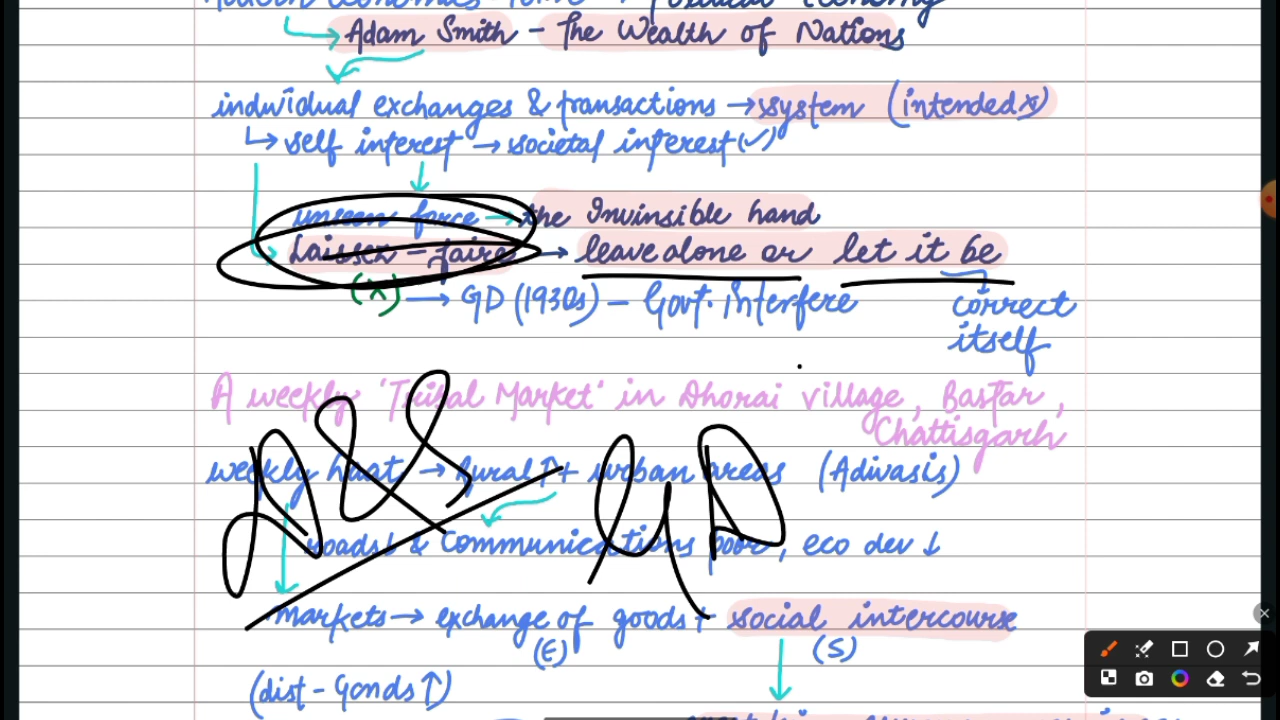 Adam Smith - The Wealth of Nations
individual exchanges & transactions → system (intended x)
↳ self interest → societal interest (✓)
unseen force → the Invinsible hand
Laissez - faire → leave alone or let it be
(x) → GD (1930s) - Govt. interfere correct
itself
A weekly 'Tribal Market' in Dhorai village, Bastar,
Chattisgarh
weekly haat → rural ↑ + urban areas (Adivasis)
roads↓ & Communications poor, eco dev ↓
markets → exchange of goods + social intercourse
(E) (S)
(dist - Gonds ↑)
D&S GD